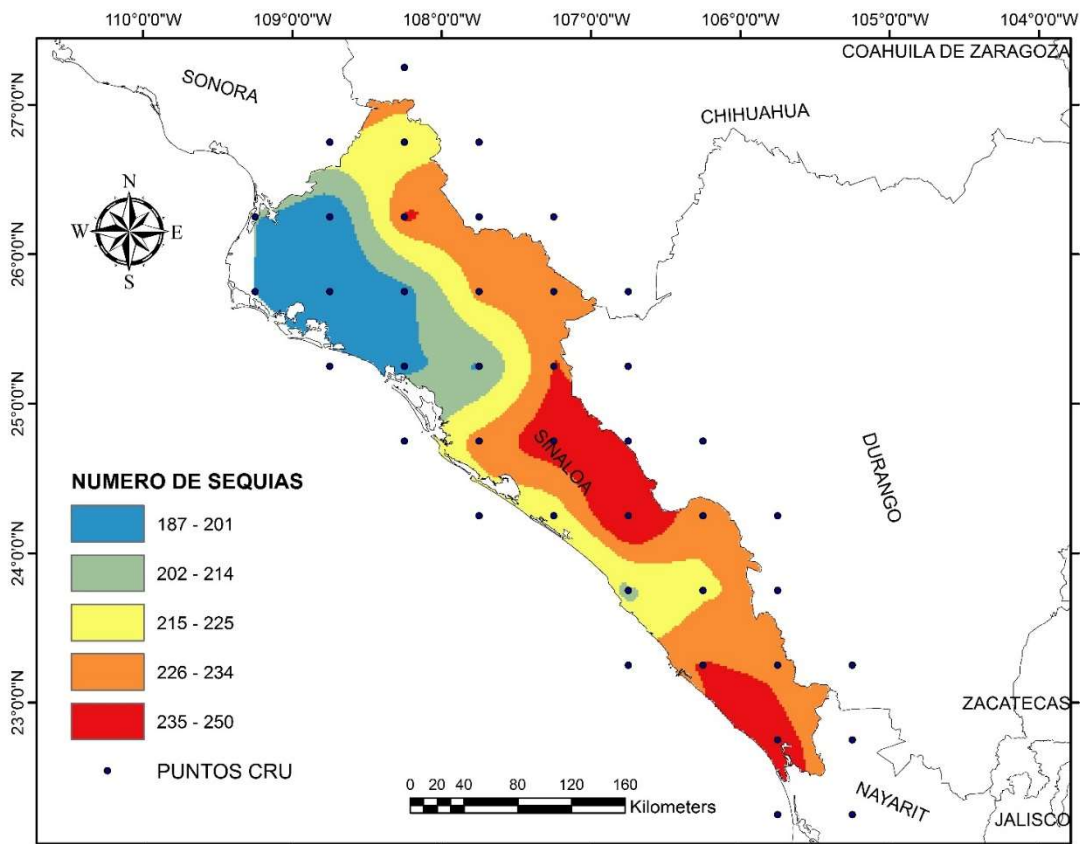 110°0'0"W
109°0'0"W
108°0'0"W
107°0'0"W
106°0'0"W
105°0'0"W
104°0'0"W
COAHUILA DE ZARAGOZA
SONORA
CHIHUAHUA
27°0'0"N
N
W
E
S
26°0'0"N
25°0'0"N
SINALOA
DURANGO
24°0'0"N
23°0'0"N
NUMERO DE SEQUIAS
187 - 201
202 - 214
215 - 225
226 - 234
235 - 250
PUNTOS CRU
0 20 40 80 120 160
Kilometers
ZACATECAS
NAYARIT
JALISCO